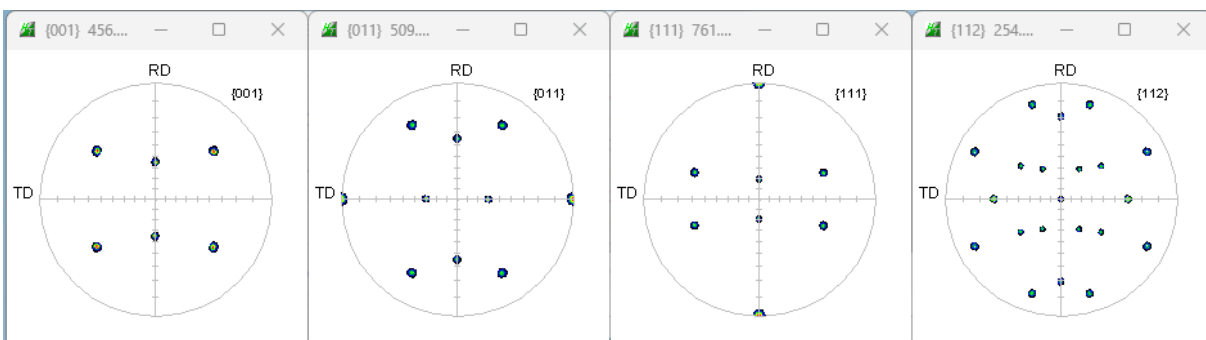 {001} 456....
RD
{001}
TD
{011} 509....
RD
{011}
TD
{111} 761....
RD
{111}
TD
{112} 254....
RD
{112}
TD